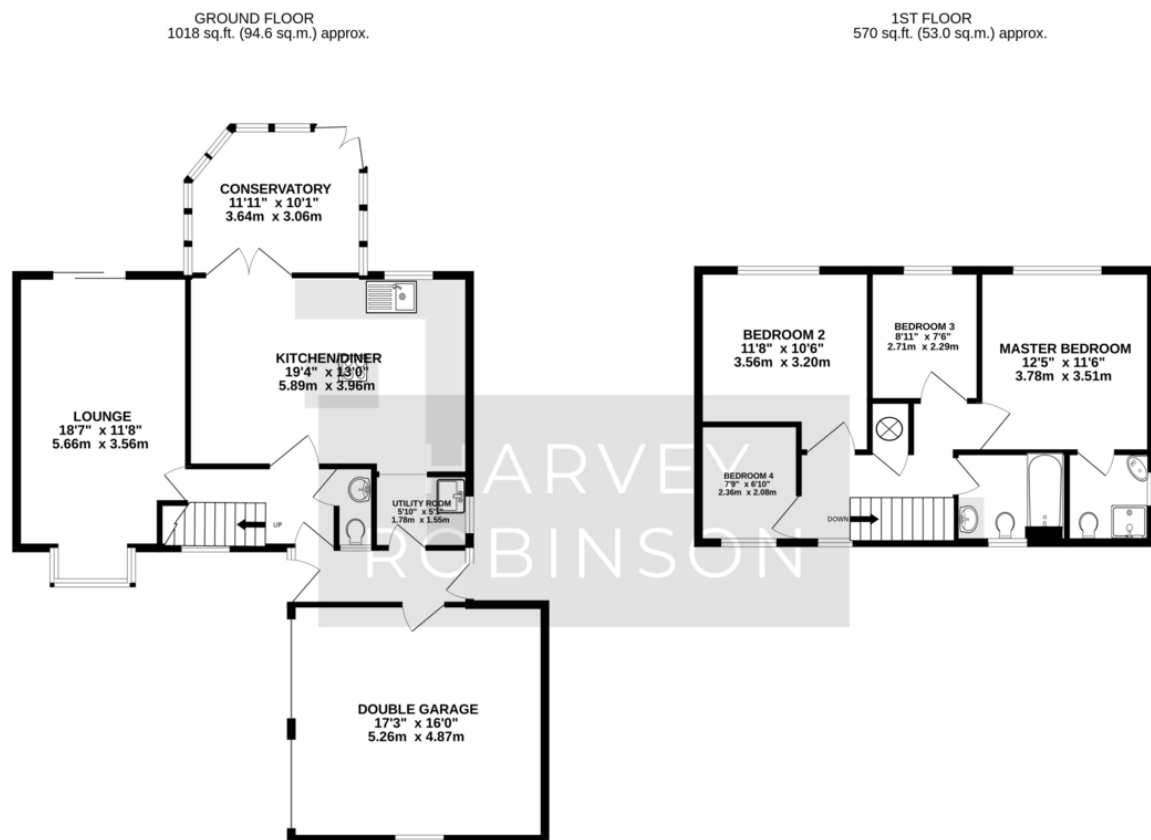 GROUND FLOOR
1018 sq.ft. (94.6 sq.m.) approx.
1ST FLOOR
570 sq.ft. (53.0 sq.m.) approx.
CONSERVATORY
11'11" x 10'1"
3.64m x 3.06m
KITCHEN/DINER
19'4" x 13'0"
5.89m x 3.96m
LOUNGE
18'7" x 11'8"
5.66m x 3.56m
UTILITY ROOM
5'10" x 5'1"
1.78m x 1.55m
UP
DOUBLE GARAGE
17'3" x 16'0"
5.26m x 4.87m
BEDROOM 2
11'8" x 10'6"
3.56m x 3.20m
BEDROOM 3
8'11" x 7'6"
2.71m x 2.29m
MASTER BEDROOM
12'5" x 11'6"
3.78m x 3.51m
BEDROOM 4
7'9" x 6'10"
2.36m x 2.08m
DOWN
HARVEY
ROBINSON